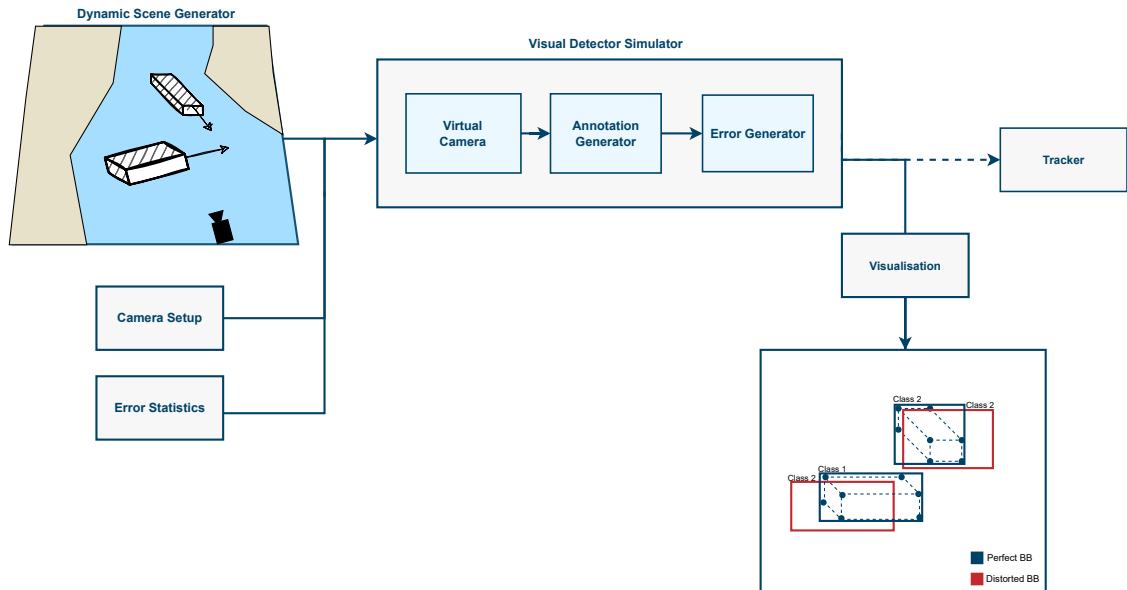 Dynamic Scene Generator
Visual Detector Simulator
Virtual
Camera
Annotation
Generator
Error Generator
Tracker
Visualisation
Camera Setup
Error Statistics
Class 2
Class 2
Class 1
Class 2
Perfect BB
Distorted BB